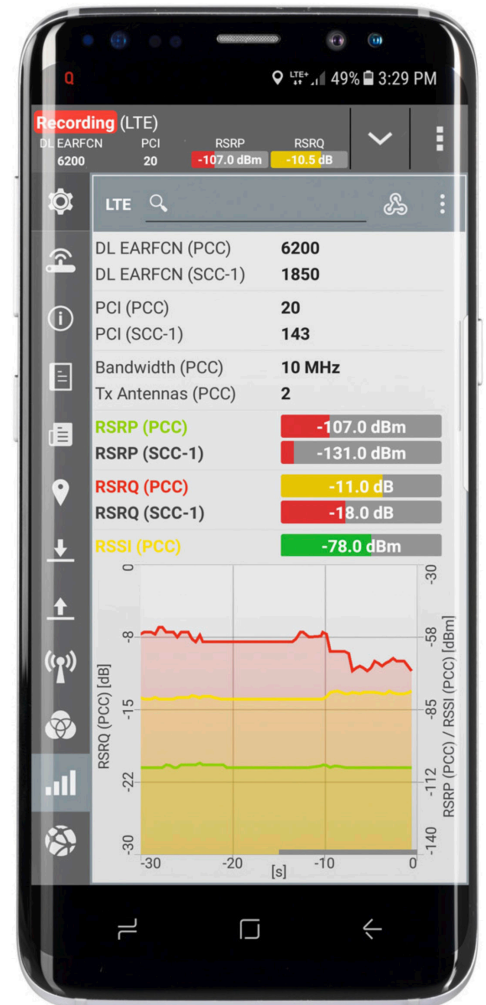 LTE+ 49% 3:29 PM
Recording (LTE)
DL EARFCN PCI RSRP RSRQ
6200 20 -107.0 dBm -10.5 dB
LTE
DL EARFCN (PCC) 6200
DL EARFCN (SCC-1) 1850
PCI (PCC) 20
PCI (SCC-1) 143
Bandwidth (PCC) 10 MHz
Tx Antennas (PCC) 2
RSRP (PCC) -107.0 dBm
RSRP (SCC-1) -131.0 dBm
RSRQ (PCC) -11.0 dB
RSRQ (SCC-1) -18.0 dB
RSSI (PCC) -78.0 dBm
0 -30
-8 -58
-15 -85
-22 -112
-30 -140
RSRQ (PCC) [dB]
RSRP (PCC) / RSSI (PCC) [dBm]
-30 -20 -10 0
[s]